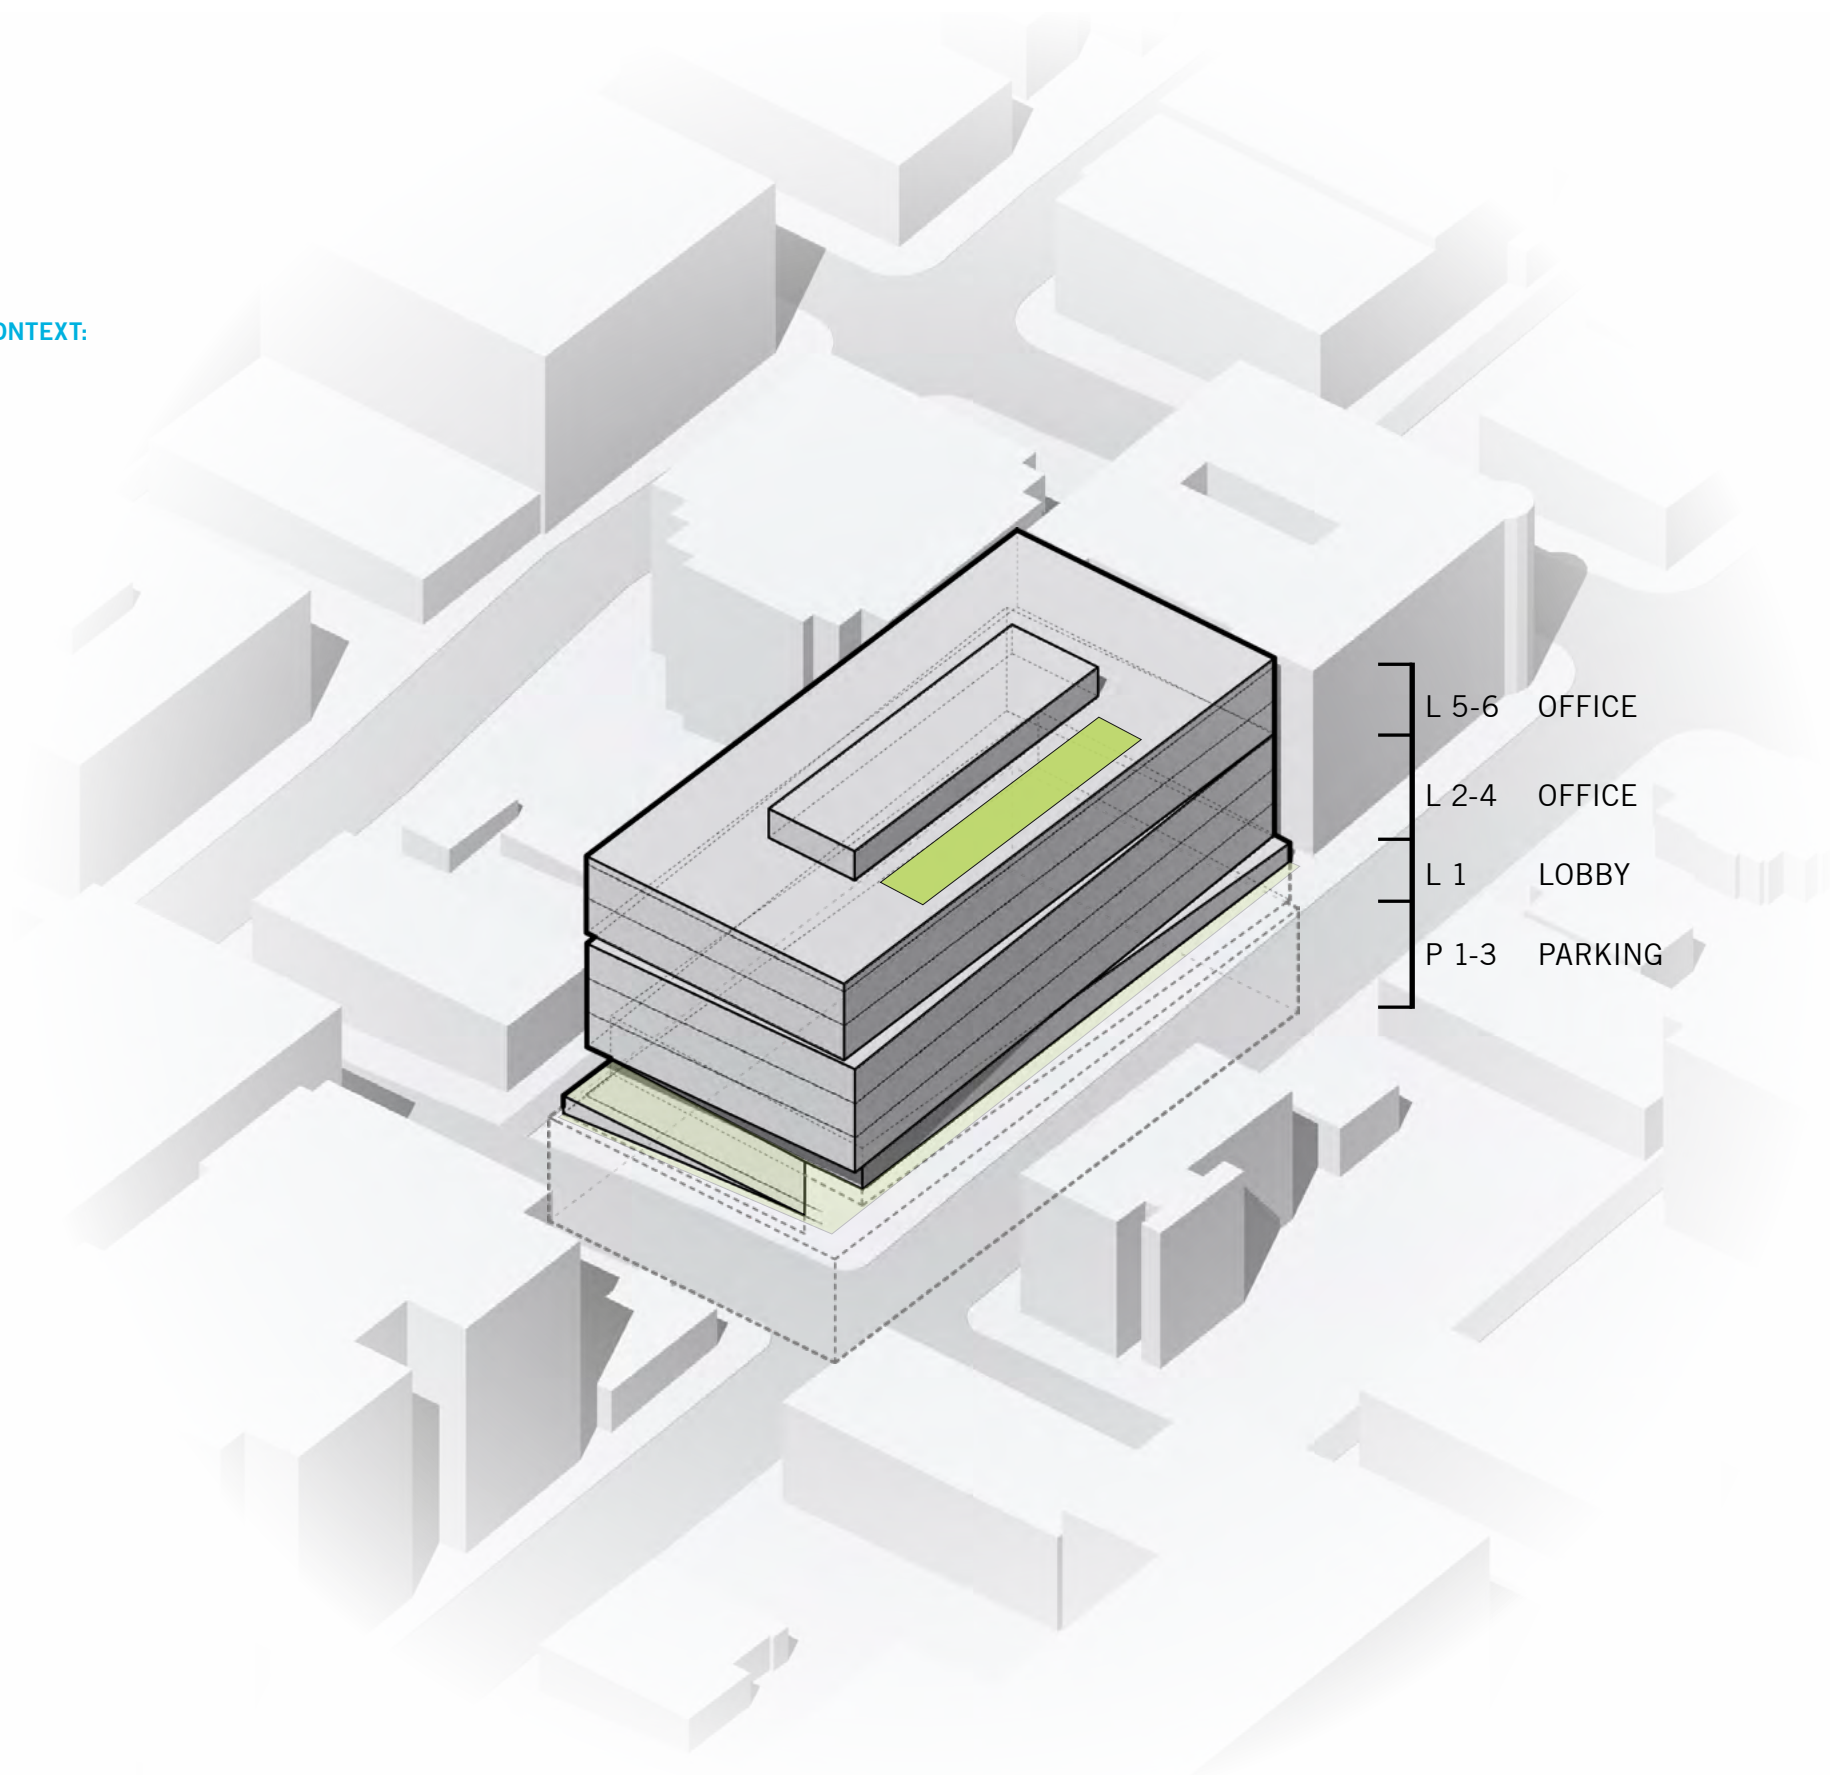 ONTEXT:
L 5-6 OFFICE
L 2-4 OFFICE
L 1 LOBBY
P 1-3 PARKING